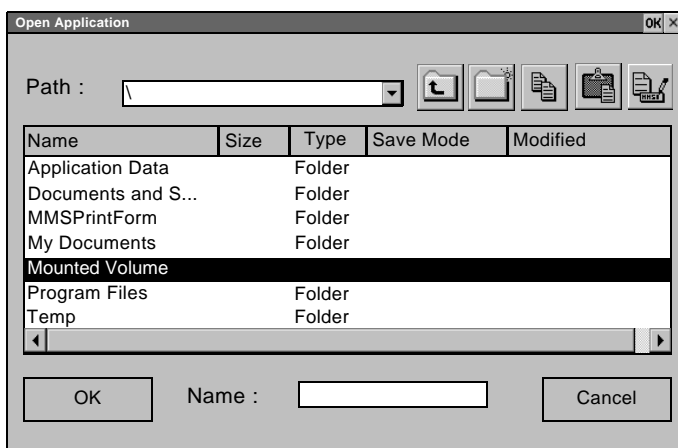 Open Application OK ×
Path : \
Name Size Type Save Mode Modified
Application Data Folder
Documents and S... Folder
MMSPrintForm Folder
My Documents Folder
Mounted Volume
Program Files Folder
Temp Folder
OK Name : Cancel